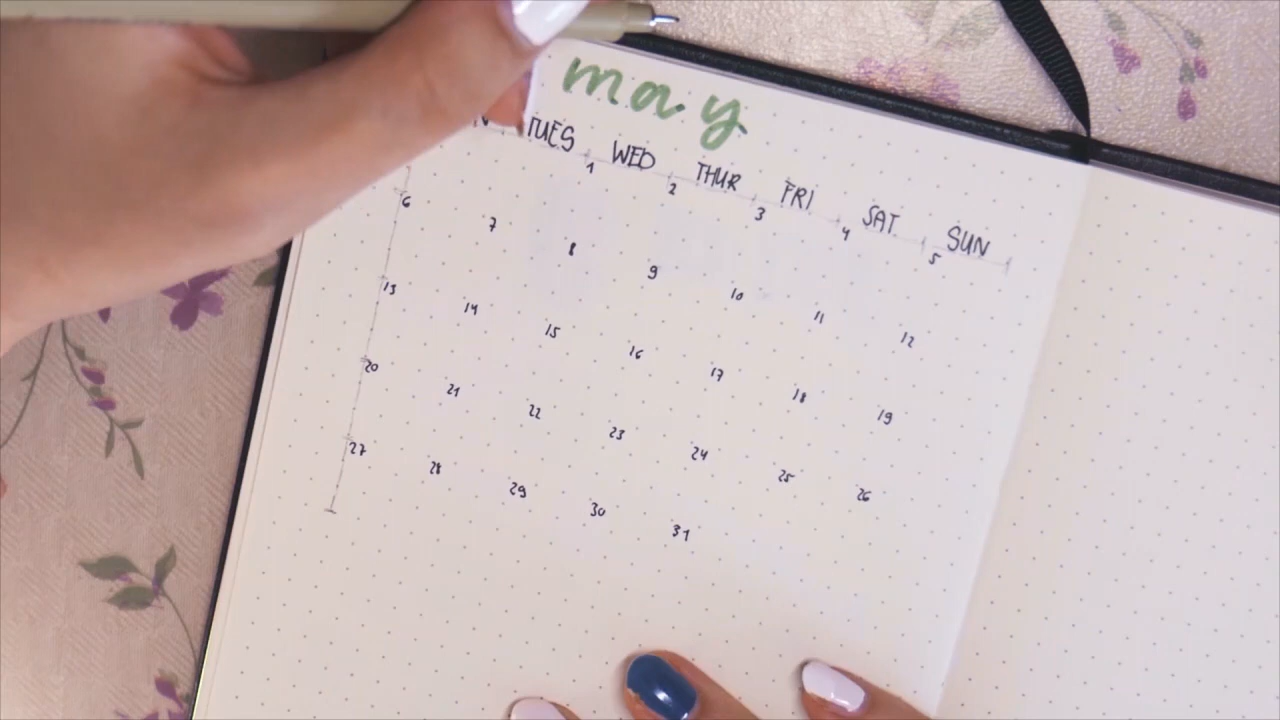 may
TUES WED THUR FRI SAT SUN
1 2 3 4 5
6 7 8 9 10 11 12
13 14 15 16 17 18 19
20 21 22 23 24 25 26
27 28 29 30 31